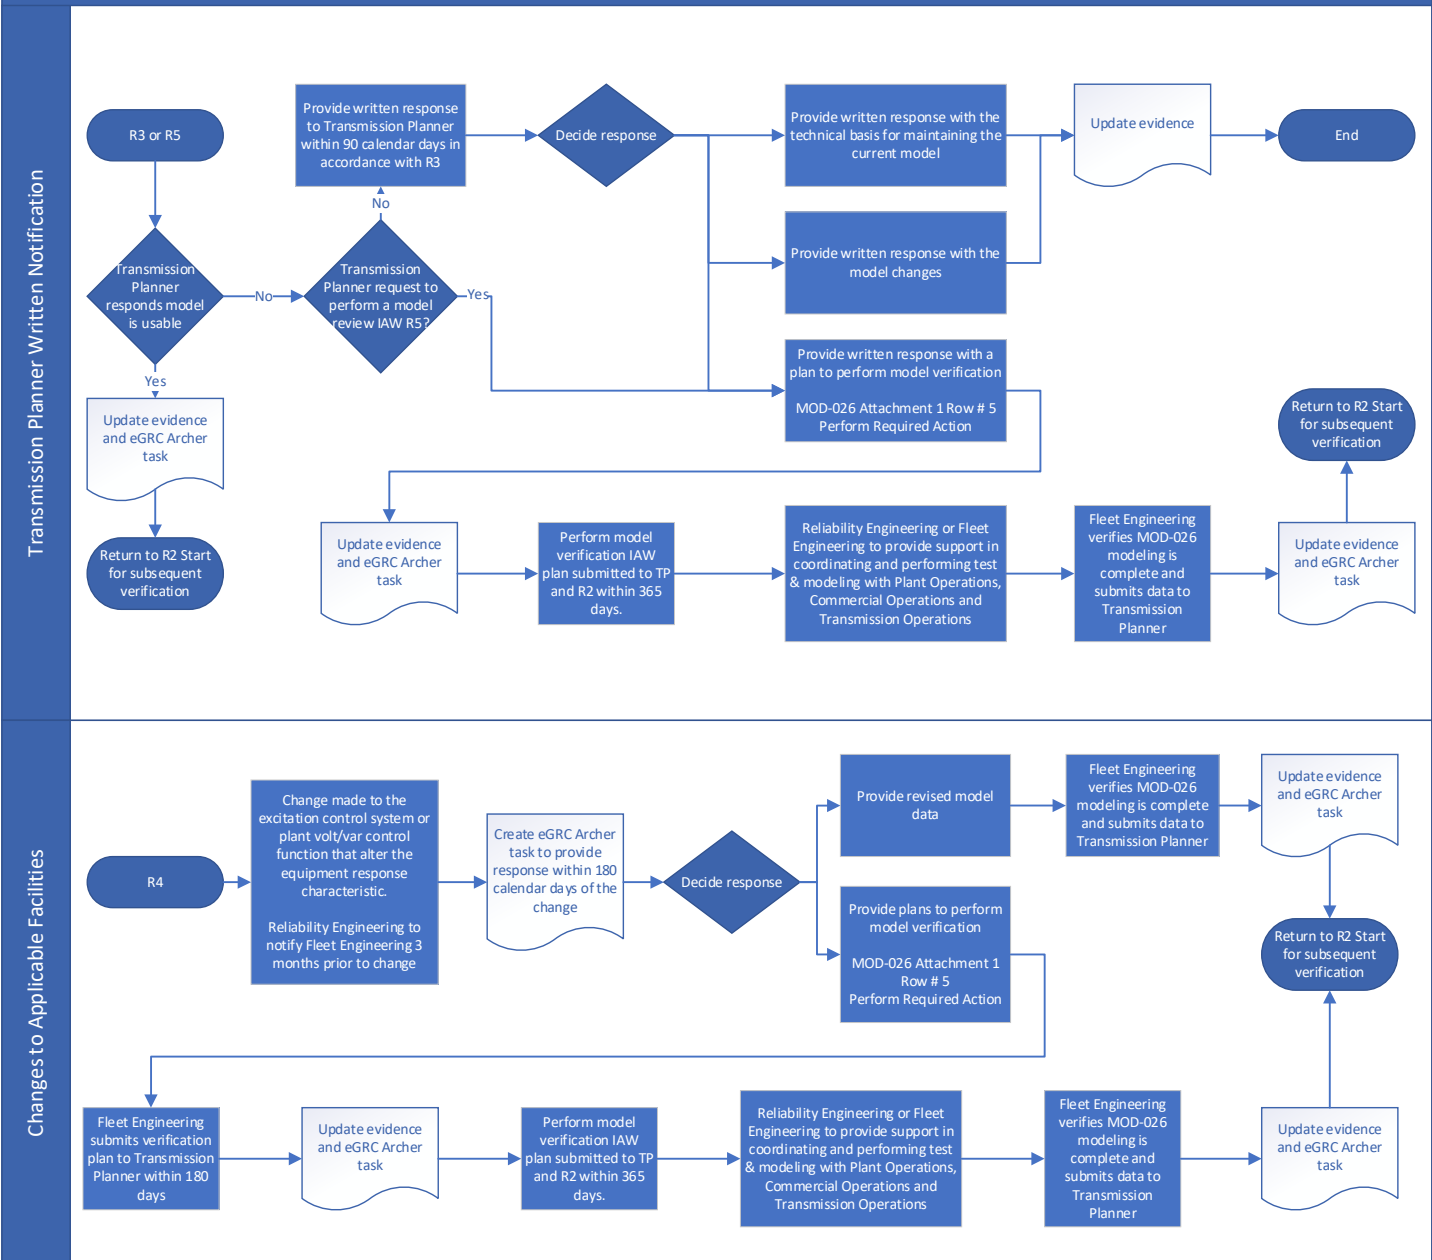 Transmission Planner Written Notification
R3 or R5
Transmission
Planner
responds model
is usable
No
Yes
Update evidence
and eGRC Archer
task
Return to R2 Start
for subsequent
verification
Transmission
Planner request to
perform a model
review IAW R5?
No
Yes
Provide written response
to Transmission Planner
within 90 calendar days in
accordance with R3
Decide response
Provide written response with the
technical basis for maintaining the
current model
Provide written response with the
model changes
Provide written response with a
plan to perform model verification
MOD-026 Attachment 1 Row # 5
Perform Required Action
Update evidence
End
Update evidence
and eGRC Archer
task
Perform model
verification IAW
plan submitted to TP
and R2 within 365
days.
Reliability Engineering or Fleet
Engineering to provide support in
coordinating and performing test
& modeling with Plant Operations,
Commercial Operations and
Transmission Operations
Fleet Engineering
verifies MOD-026
modeling is
complete and
submits data to
Transmission
Planner
Update evidence
and eGRC Archer
task
Return to R2 Start
for subsequent
verification
Changes to Applicable Facilities
R4
Change made to the
excitation control system or
plant volt/var control
function that alter the
equipment response
characteristic.
Reliability Engineering to
notify Fleet Engineering 3
months prior to change
Create eGRC Archer
task to provide
response within 180
calendar days of the
change
Decide response
Provide revised model
data
Fleet Engineering
verifies MOD-026
modeling is complete
and submits data to
Transmission Planner
Update evidence
and eGRC Archer
task
Provide plans to perform
model verification
MOD-026 Attachment 1
Row # 5
Perform Required Action
Return to R2 Start
for subsequent
verification
Fleet Engineering
submits verification
plan to Transmission
Planner within 180
days
Update evidence
and eGRC Archer
task
Perform model
verification IAW
plan submitted to TP
and R2 within 365
days.
Reliability Engineering or Fleet
Engineering to provide support in
coordinating and performing test
& modeling with Plant Operations,
Commercial Operations and
Transmission Operations
Fleet Engineering
verifies MOD-026
modeling is
complete and
submits data to
Transmission
Planner
Update evidence
and eGRC Archer
task